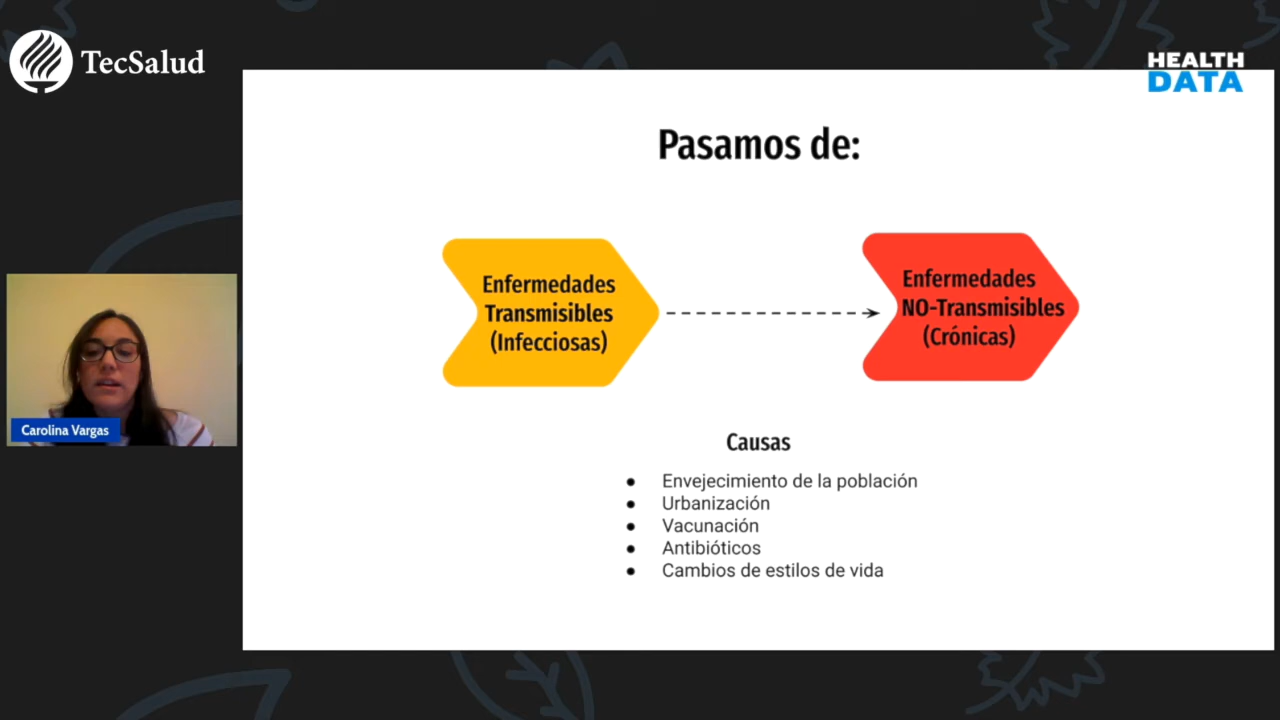 TecSalud
HEALTH
DATA
Pasamos de:
Enfermedades
Transmisibles
(Infecciosas)
Enfermedades
NO-Transmisibles
(Crónicas)
Carolina Vargas
Causas
● Envejecimiento de la población
● Urbanización
● Vacunación
● Antibióticos
● Cambios de estilos de vida